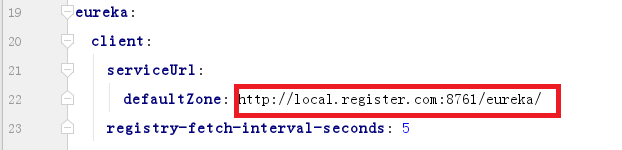 19 eureka:
20 client:
21 serviceUrl:
22 defaultZone: http://local.register.com:8761/eureka/
23 registry-fetch-interval-seconds: 5